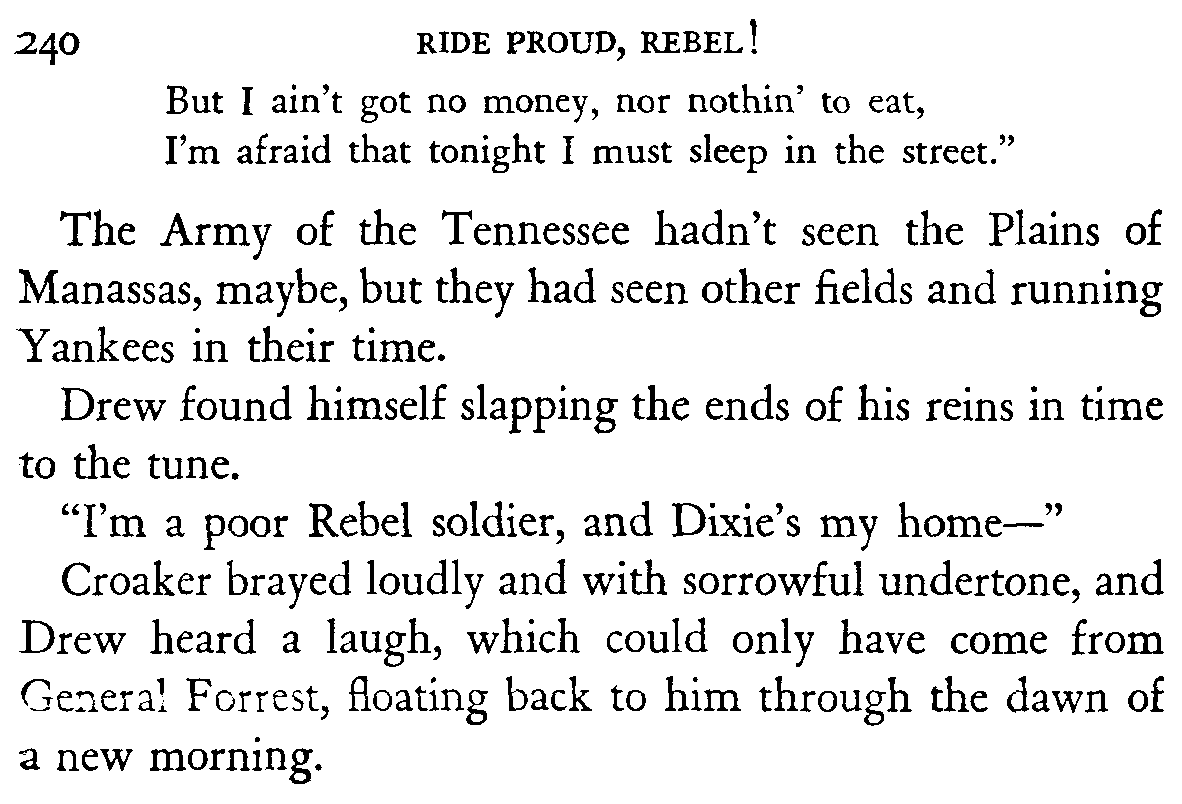 240 RIDE PROUD, REBEL!
But I ain't got no money, nor nothin' to eat,
I'm afraid that tonight I must sleep in the street.”
The Army of the Tennessee hadn't seen the Plains of
Manassas, maybe, but they had seen other fields and running
Yankees in their time.
Drew found himself slapping the ends of his reins in time
to the tune.
“I'm a poor Rebel soldier, and Dixie's my home—”
Croaker brayed loudly and with sorrowful undertone, and
Drew heard a laugh, which could only have come from
General Forrest, floating back to him through the dawn of
a new morning.